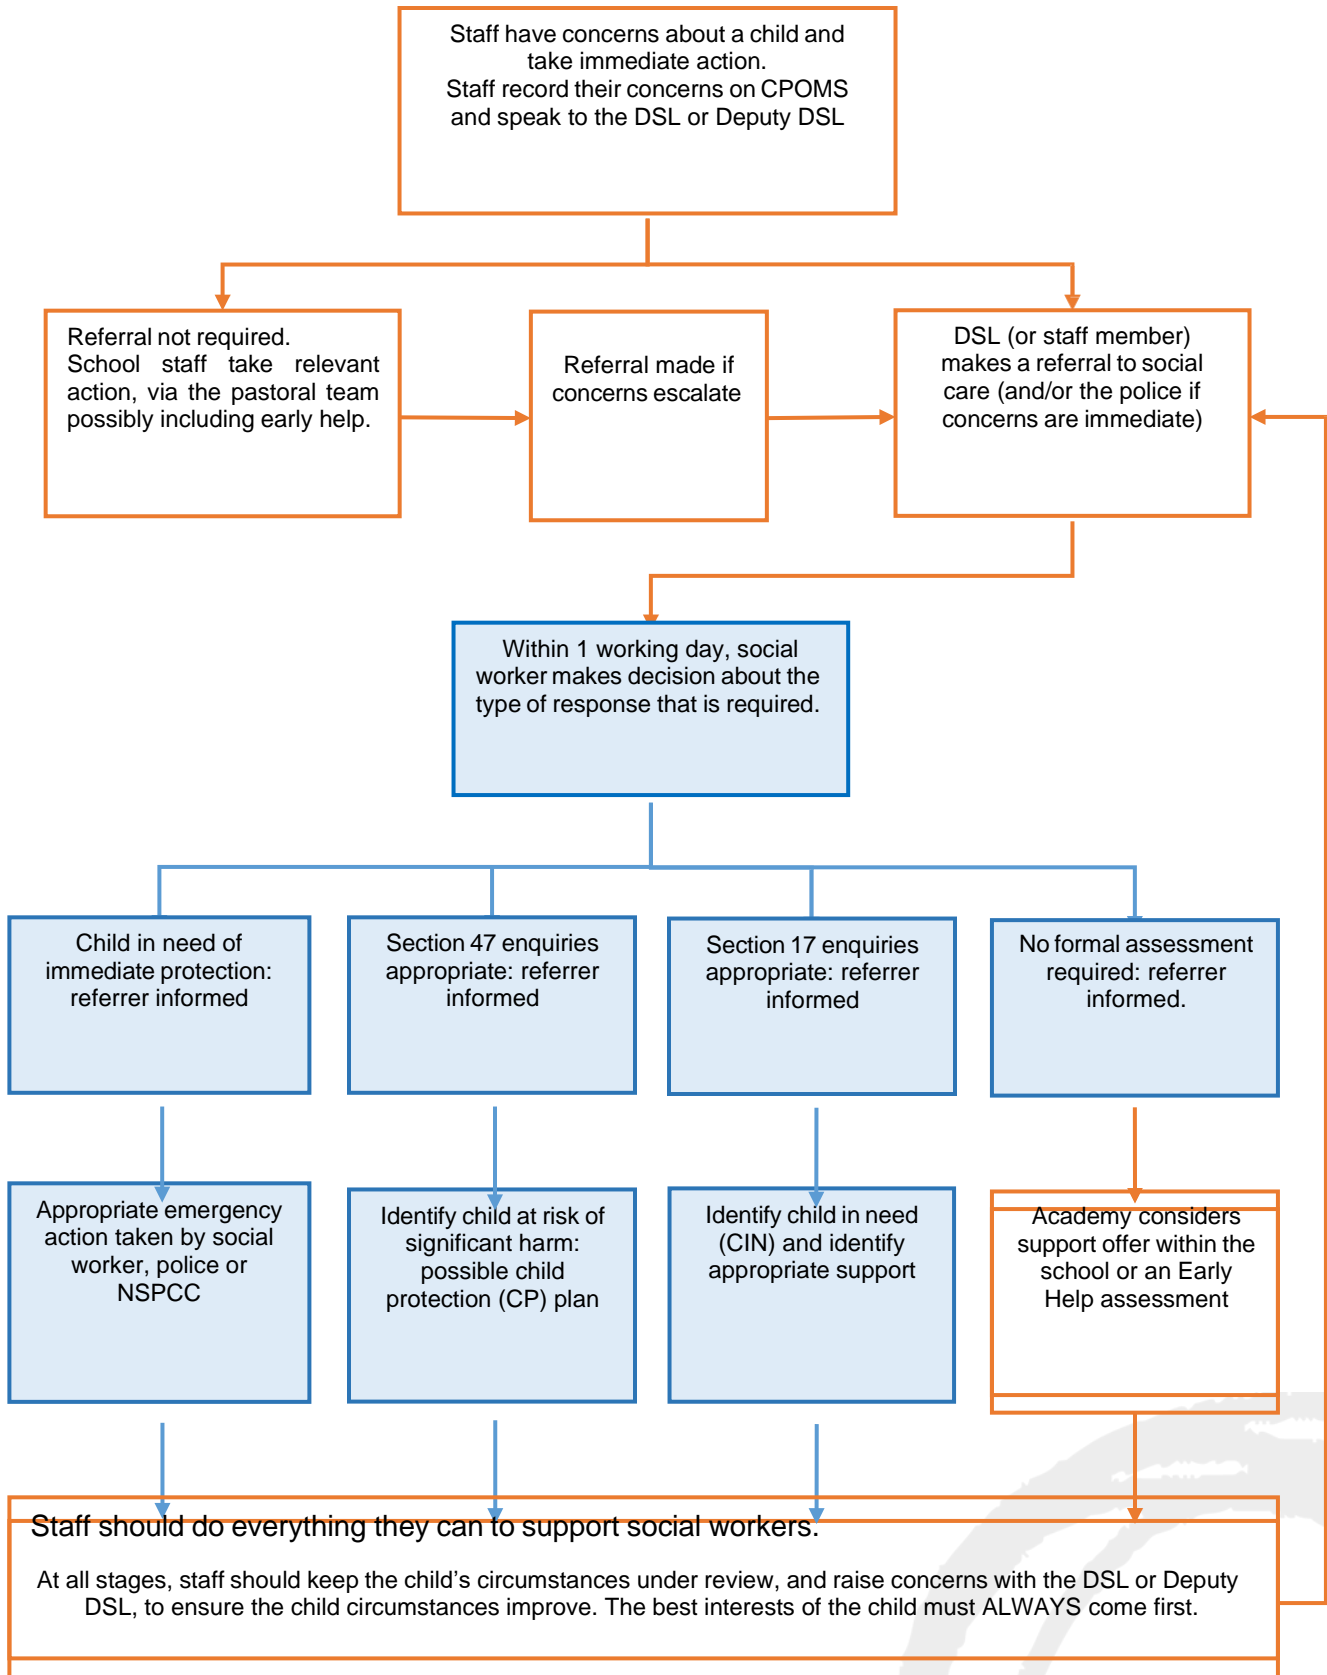 Staff have concerns about a child and
take immediate action.
Staff record their concerns on CPOMS
and speak to the DSL or Deputy DSL
Referral not required.
School staff take relevant
action, via the pastoral team
possibly including early help.
Referral made if
concerns escalate
DSL (or staff member)
makes a referral to social
care (and/or the police if
concerns are immediate)
Within 1 working day, social
worker makes decision about the
type of response that is required.
Child in need of
immediate protection:
referrer informed
Section 47 enquiries
appropriate: referrer
informed
Section 17 enquiries
appropriate: referrer
informed
No formal assessment
required: referrer
informed.
Appropriate emergency
action taken by social
worker, police or
NSPCC
Identify child at risk of
significant harm:
possible child
protection (CP) plan
Identify child in need
(CIN) and identify
appropriate support
Academy considers
support offer within the
school or an Early
Help assessment
Staff should do everything they can to support social workers.
At all stages, staff should keep the child’s circumstances under review, and raise concerns with the DSL or Deputy
DSL, to ensure the child circumstances improve. The best interests of the child must ALWAYS come first.